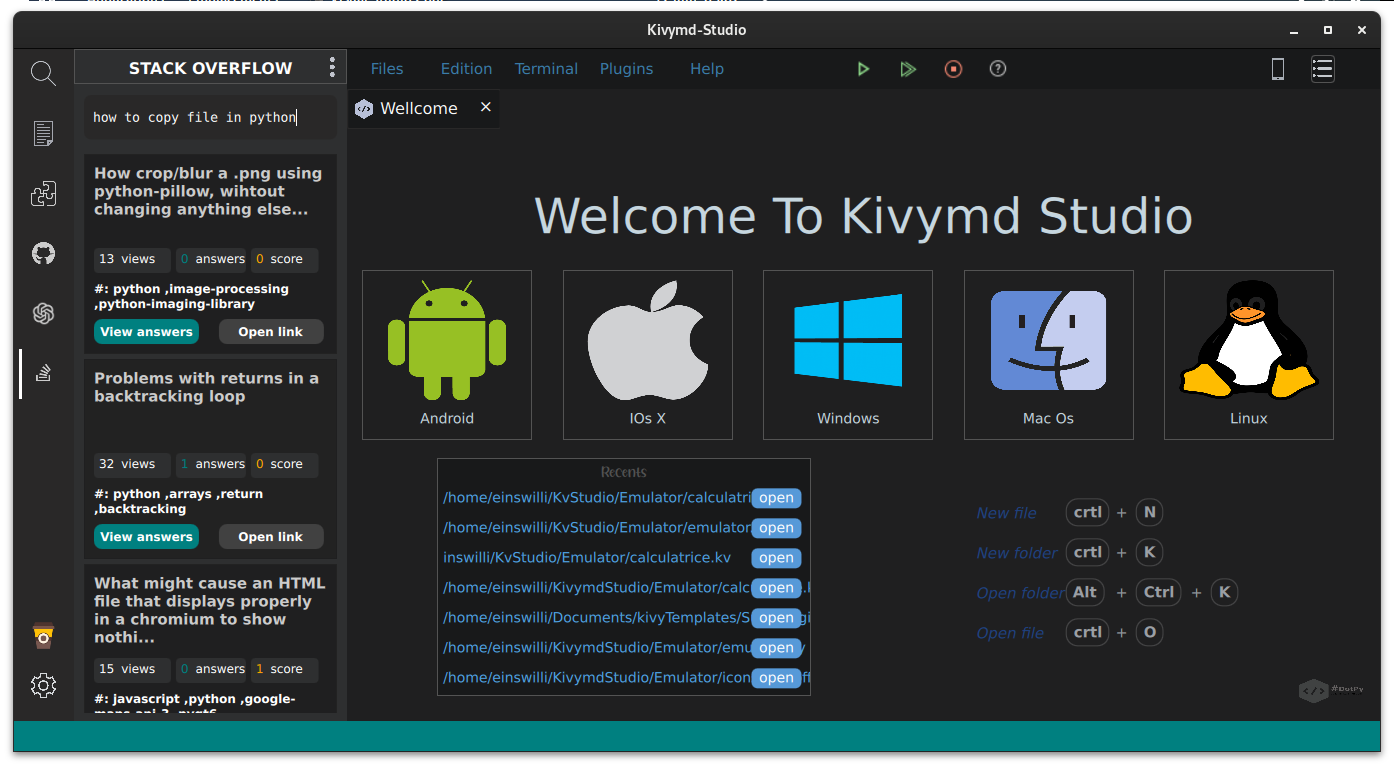 Kivymd-Studio
STACK OVERFLOW
Files Edition Terminal Plugins Help
how to copy file in python
Wellcome
How crop/blur a .png using
python-pillow, wihtout
changing anything else...
13 views 0 answers 0 score
#: python ,image-processing
,python-imaging-library
View answers Open link
Problems with returns in a
backtracking loop
32 views 1 answers 0 score
#: python ,arrays ,return
,backtracking
View answers Open link
What might cause an HTML
file that displays properly
in a chromium to show
nothi...
15 views 0 answers 1 score
#: javascript ,python ,google-
Welcome To Kivymd Studio
Android
IOs X
Windows
Mac Os
Linux
Recents
/home/einswilli/KvStudio/Emulator/calculatri open
/home/einswilli/KvStudio/Emulator/emulator open
inswilli/KvStudio/Emulator/calculatrice.kv open
/home/einswilli/KivymdStudio/Emulator/calc open
/home/einswilli/Documents/kivyTemplates/S open
/home/einswilli/KivymdStudio/Emulator/emu open
/home/einswilli/KivymdStudio/Emulator/icon open
New file crtl + N
New folder crtl + K
Open folder Alt + Ctrl + K
Open file crtl + O
#DotPy